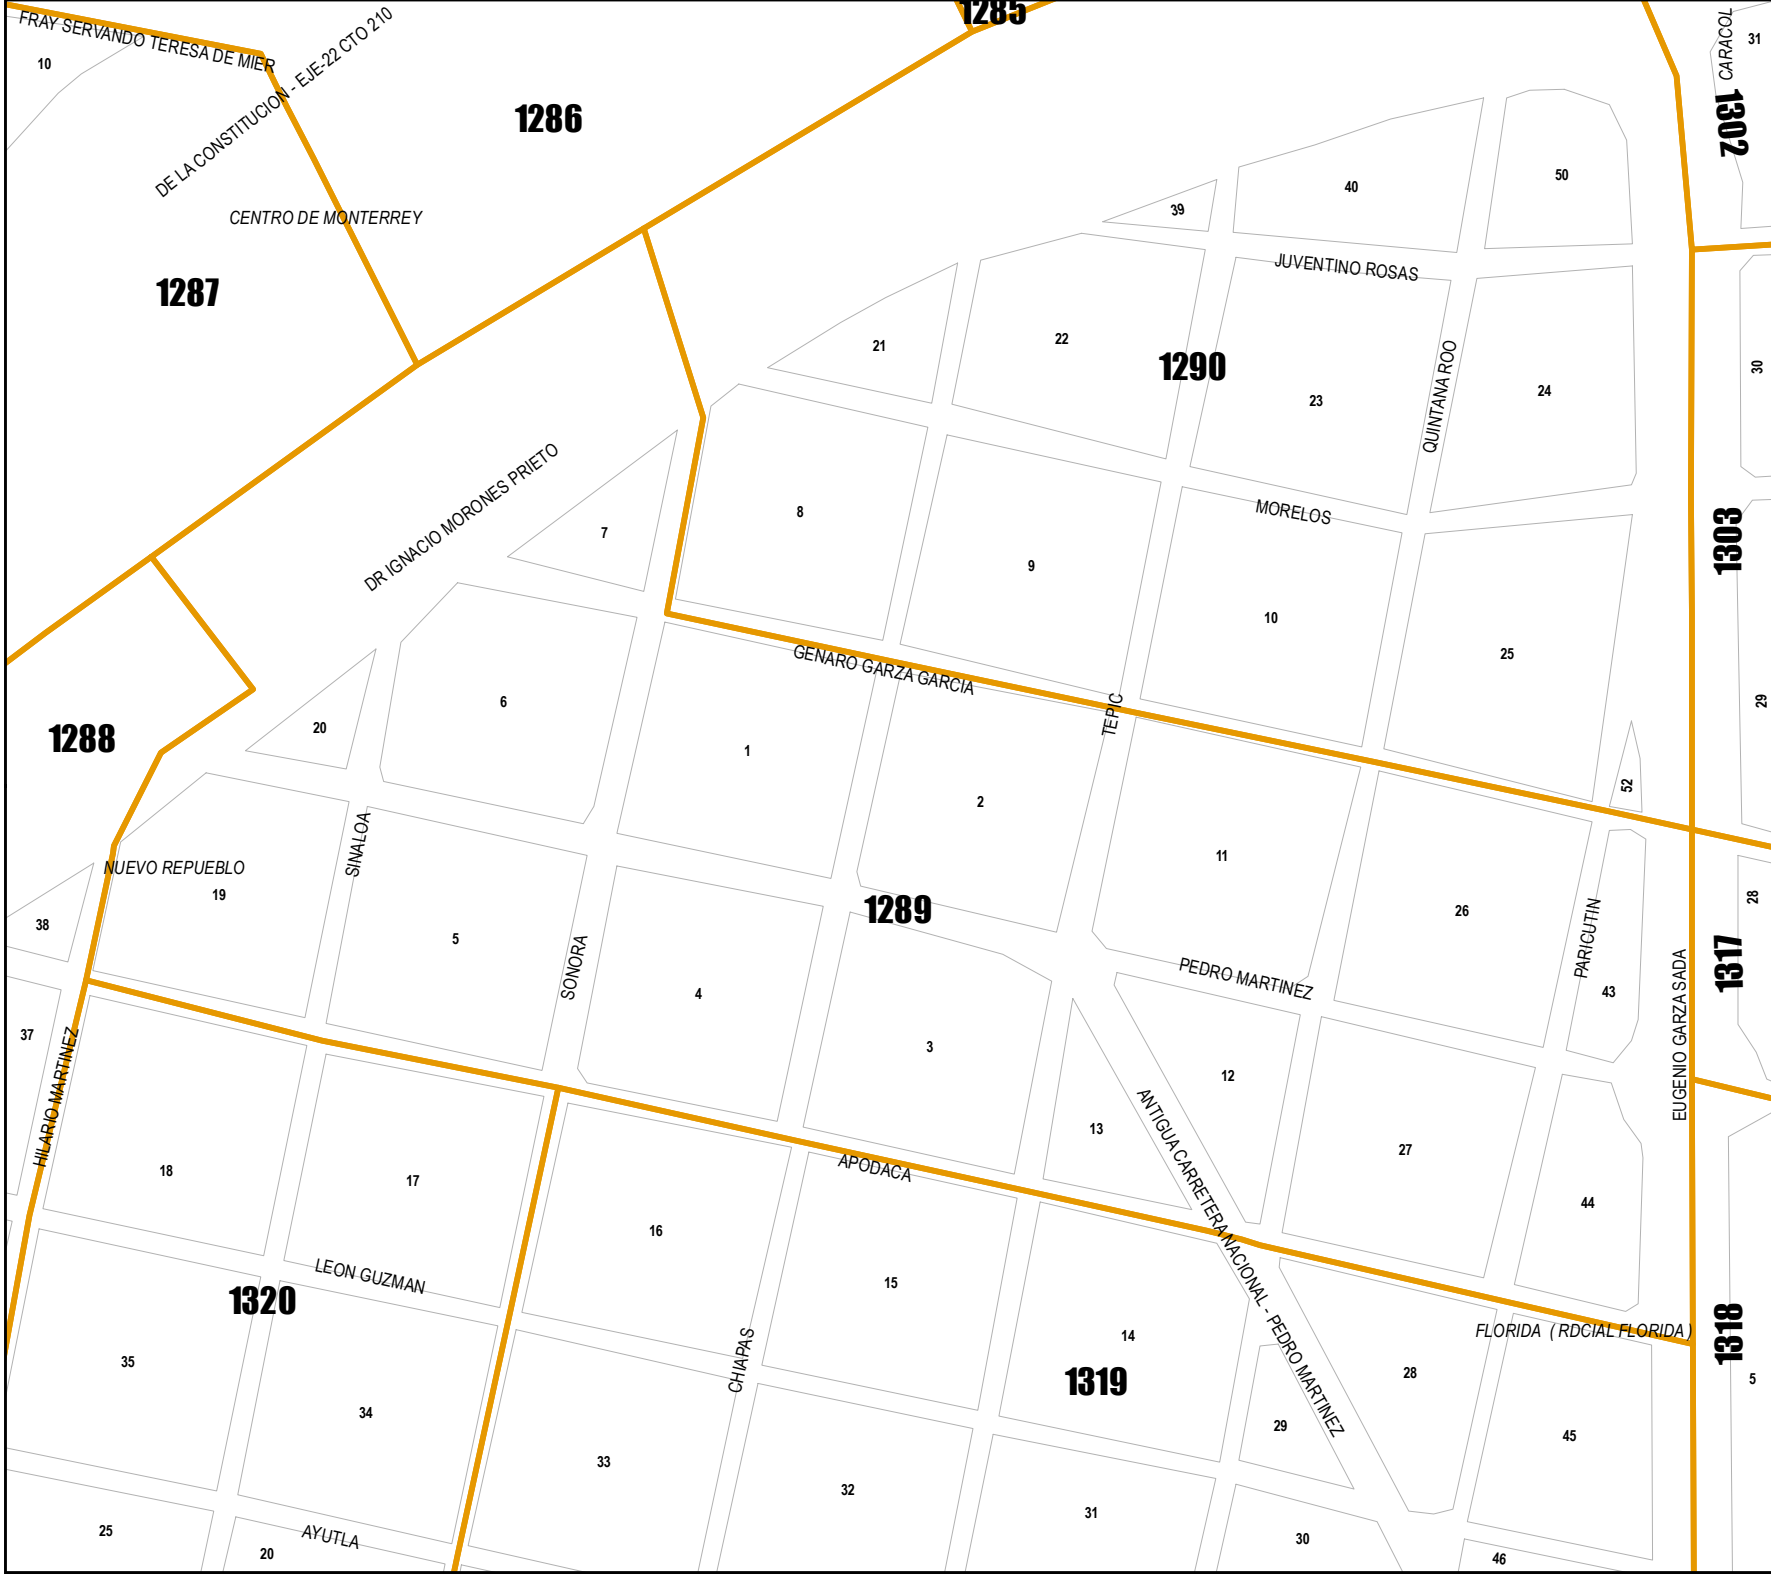 1285
FRAY SERVANDO TERESA DE MIER
10
DE LA CONSTITUCION - EJE-22 CTO 210
1286
CARACOL
31
1302
CENTRO DE MONTERREY
1287
39
40
50
JUVENTINO ROSAS
21
22
1290
23
QUINTANA ROO
24
30
DR IGNACIO MORONES PRIETO
7
8
9
MORELOS
10
25
1303
29
GENARO GARZA GARCIA
TEPIC
1288
20
6
1
2
11
52
NUEVO REPUEBLO
19
SINALOA
38
5
SONORA
4
1289
3
PEDRO MARTINEZ
26
PARICUTIN
43
EUGENIO GARZA SADA
28
1317
37
HILARIO MARTINEZ
18
17
APODACA
13
12
27
44
ANTIGUA CARRETERA NACIONAL - PEDRO MARTINEZ
16
15
14
LEON GUZMAN
1320
35
34
CHIAPAS
1319
28
FLORIDA ( RDCIAL FLORIDA )
1318
5
33
32
31
29
45
25
20
AYUTLA
30
46